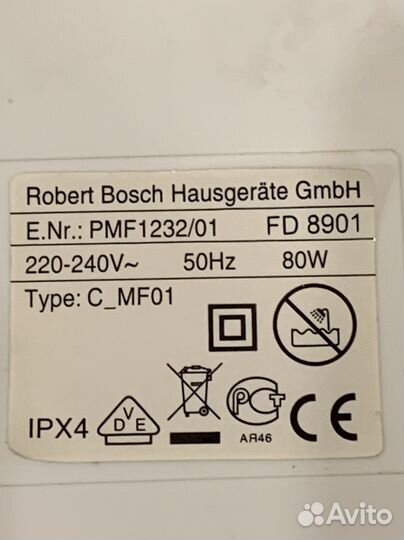 Robert Bosch Hausgeräte GmbH
E.Nr.: PMF1232/01 FD 8901
220-240V~ 50Hz 80W
Type: C_MF01
IPX4 VDE PCT CE
АЯ46
Avito